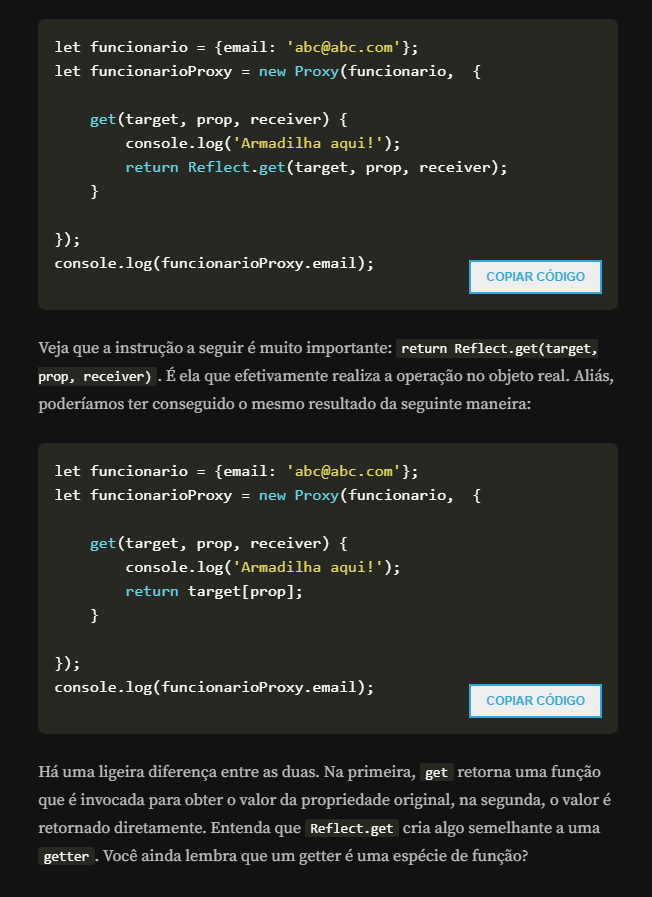 let funcionario = {email: 'abc@abc.com'};
let funcionarioProxy = new Proxy(funcionario,  {
get(target, prop, receiver) {
console.log('Armadilha aqui!');
return Reflect.get(target, prop, receiver);
}
});
console.log(funcionarioProxy.email);
COPIAR CÓDIGO
Veja que a instrução a seguir é muito importante: return Reflect.get(target,
prop, receiver). É ela que efetivamente realiza a operação no objeto real. Aliás,
poderíamos ter conseguido o mesmo resultado da seguinte maneira:
let funcionario = {email: 'abc@abc.com'};
let funcionarioProxy = new Proxy(funcionario,  {
get(target, prop, receiver) {
console.log('Armadilha aqui!');
return target[prop];
}
});
console.log(funcionarioProxy.email);
COPIAR CÓDIGO
Há uma ligeira diferença entre as duas. Na primeira, get retorna uma função
que é invocada para obter o valor da propriedade original, na segunda, o valor é
retornado diretamente. Entenda que Reflect.get cria algo semelhante a uma
getter. Você ainda lembra que um getter é uma espécie de função?